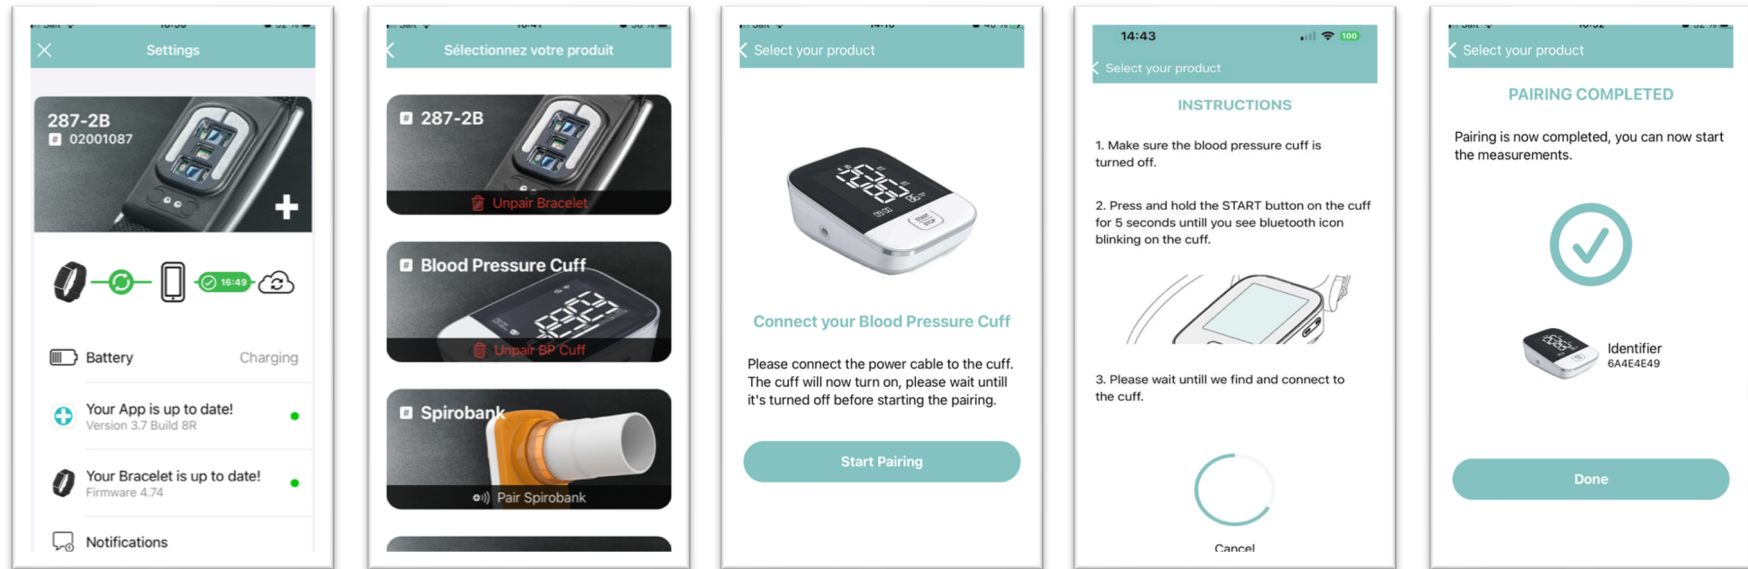 Settings
287-2B
# 02001087
16:49
Battery
Charging
Your App is up to date!
Version 3.7 Build 8R
Your Bracelet is up to date!
Firmware 4.74
Notifications
Sélectionnez votre produit
# 287-2B
Unpair Bracelet
# Blood Pressure Cuff
Unpair BP Cuff
# Spirobank
Pair Spirobank
Select your product
START
STOP
Connect your Blood Pressure Cuff
Please connect the power cable to the cuff.
The cuff will now turn on, please wait untill
it's turned off before starting the pairing.
Start Pairing
14:43
100
Select your product
INSTRUCTIONS
1. Make sure the blood pressure cuff is
turned off.
2. Press and hold the START button on the cuff
for 5 seconds untill you see bluetooth icon
blinking on the cuff.
3. Please wait untill we find and connect to
the cuff.
Cancel
Select your product
PAIRING COMPLETED
Pairing is now completed, you can now start
the measurements.
Identifier
6A4E4E49
Done